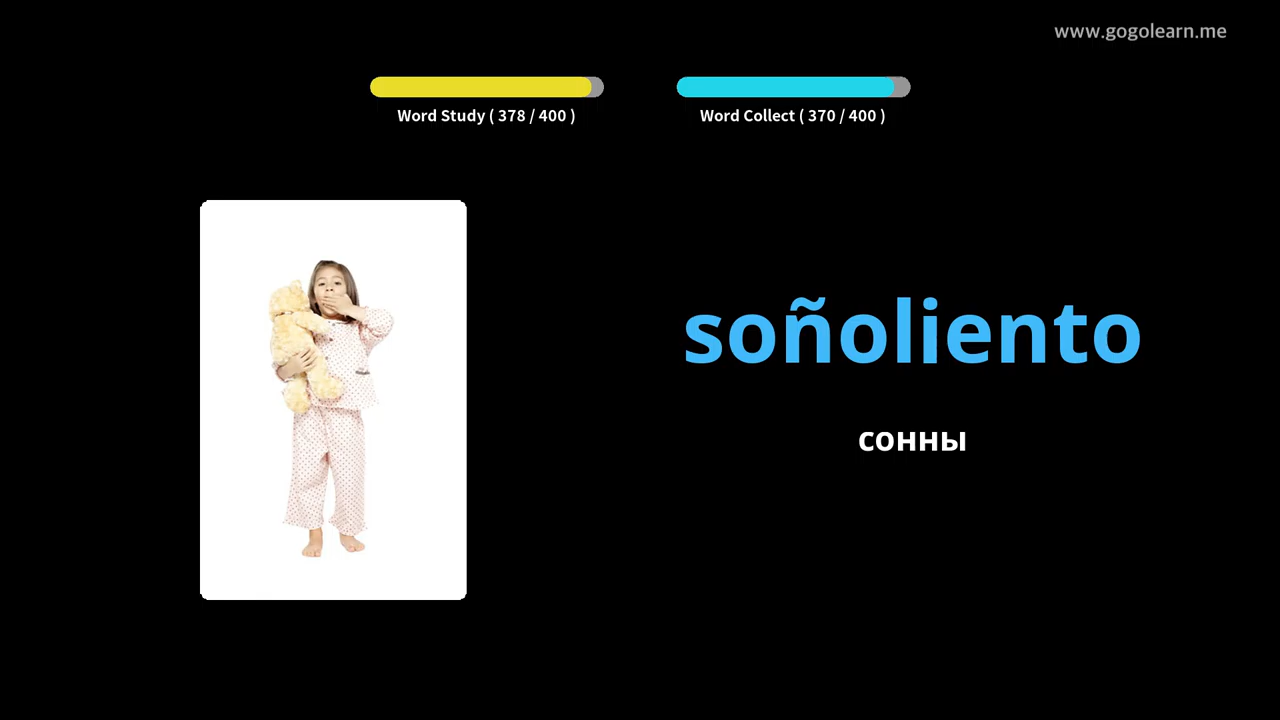 www.gogolearn.me
Word Study ( 378 / 400 )
Word Collect ( 370 / 400 )
soñoliento
сонны